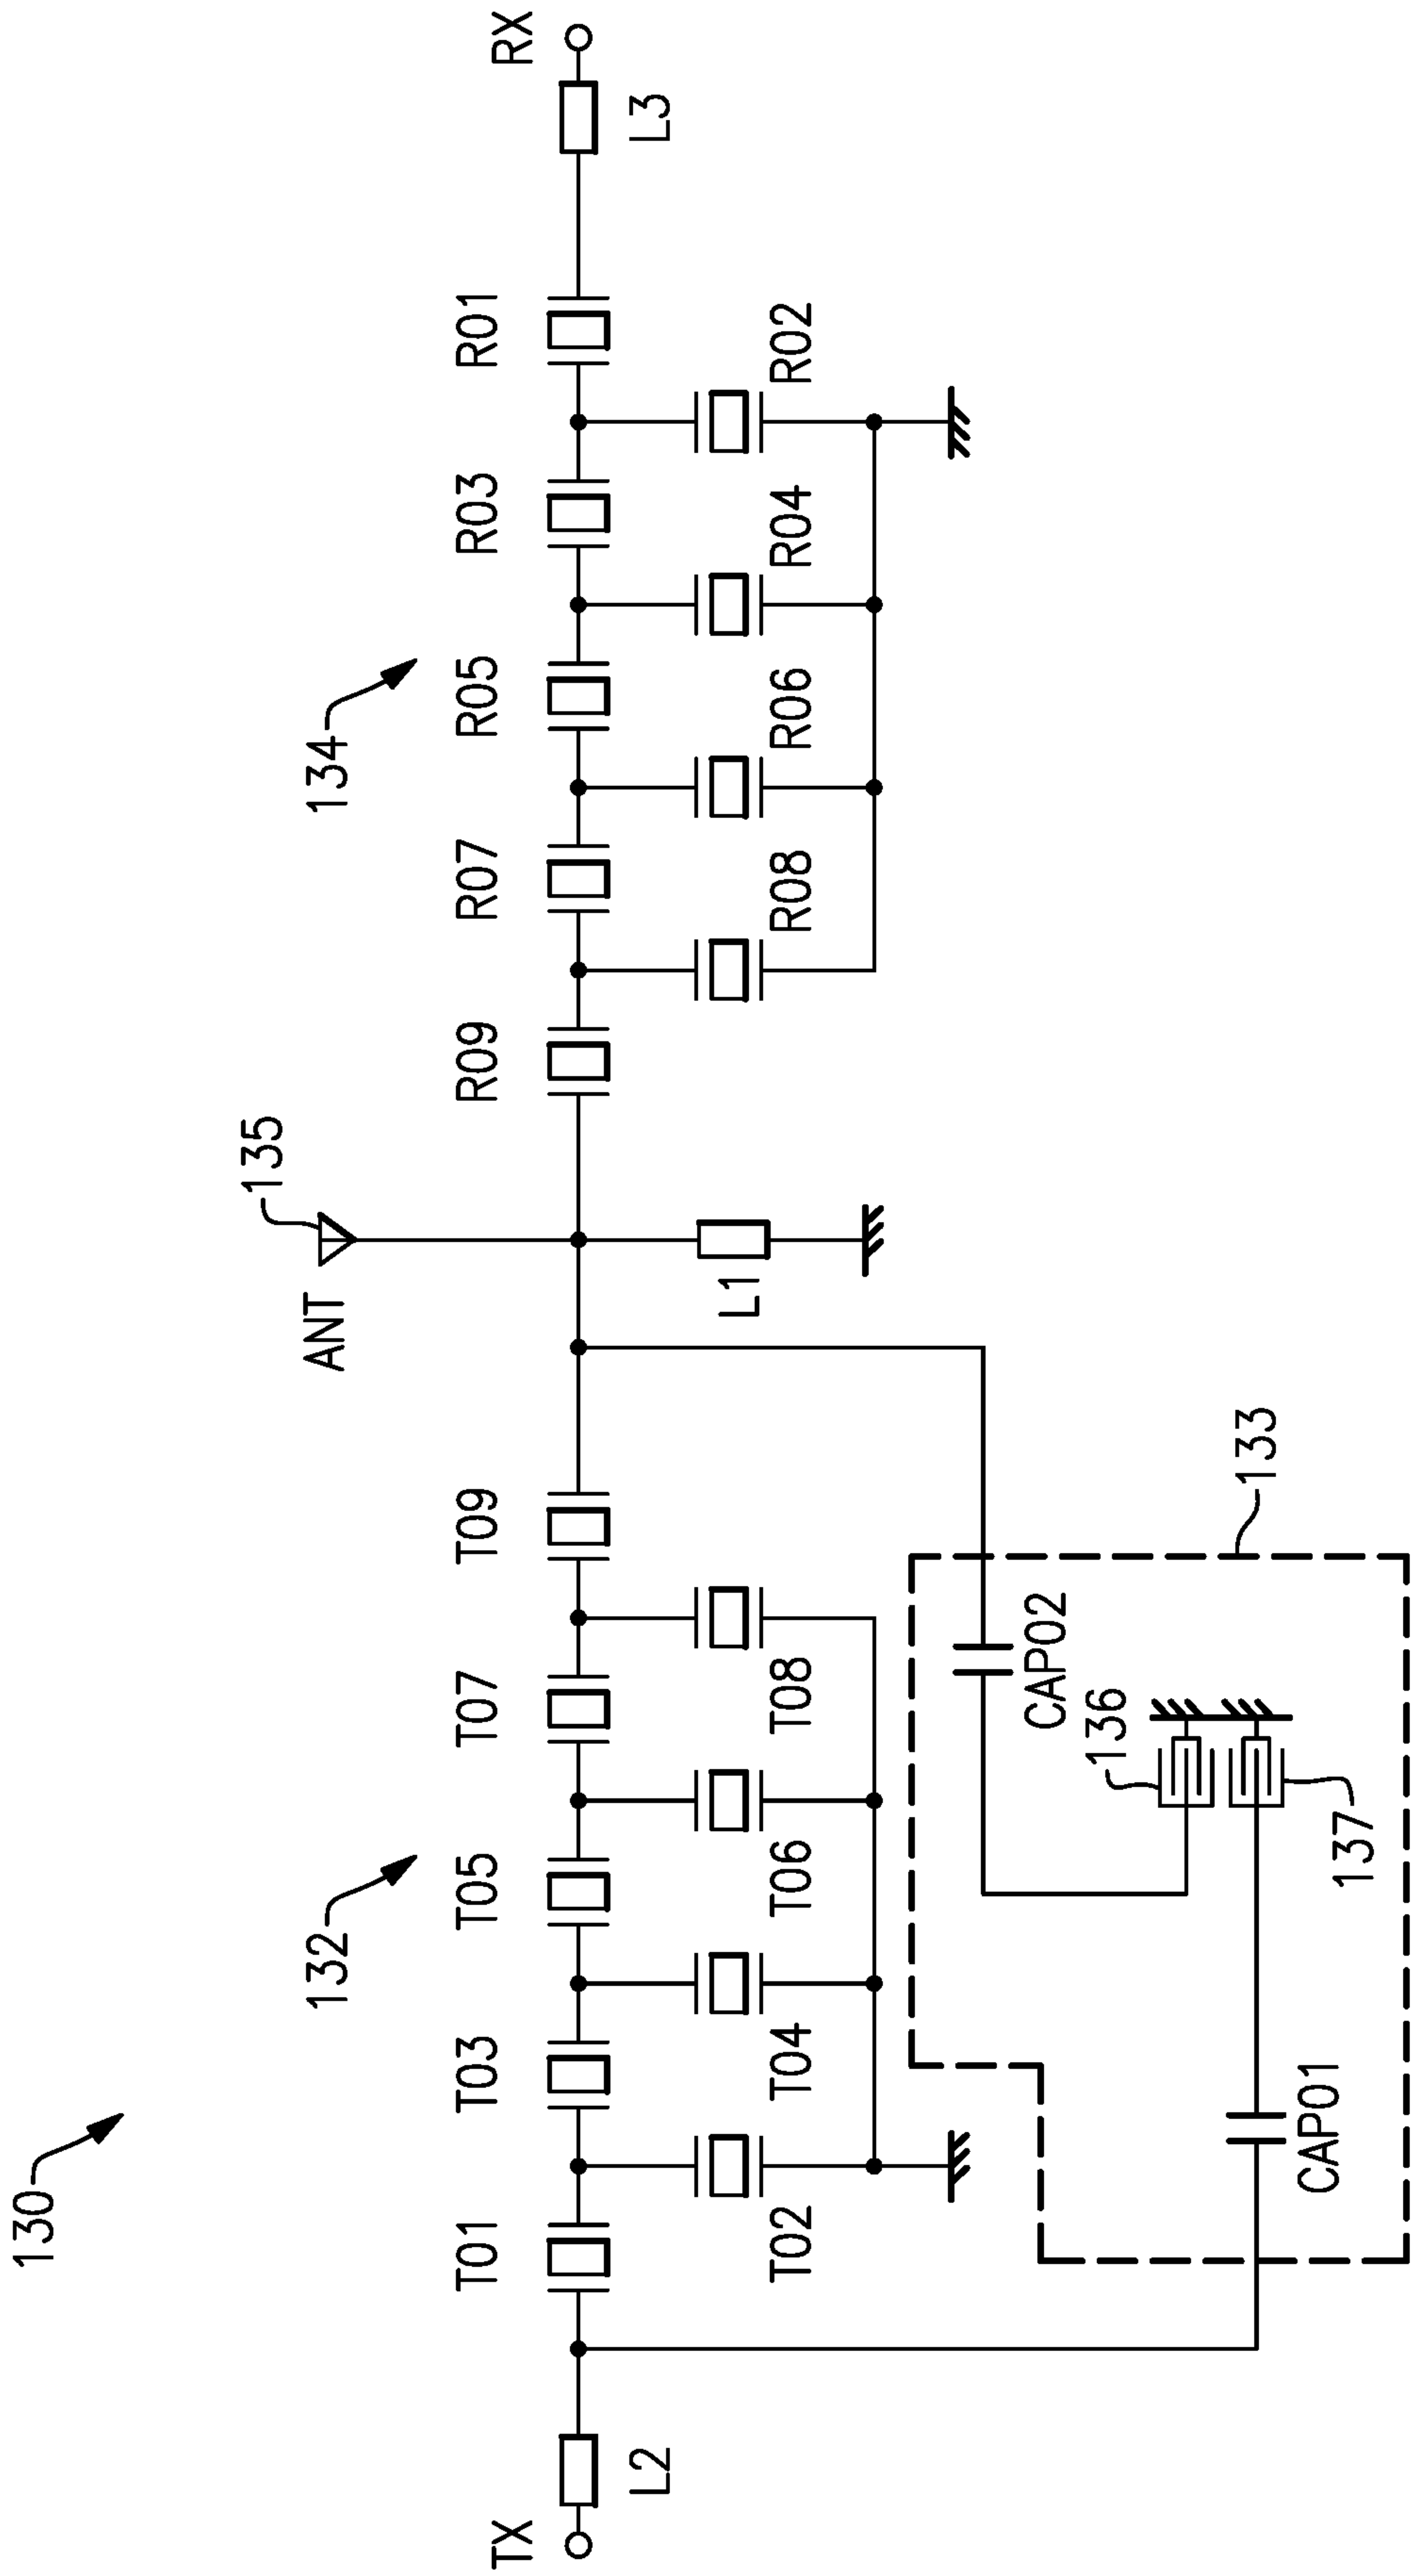 130
132
134
135
ANT
TX
L2
T01
T03
T05
T07
T09
R09
R07
R05
R03
R01
L3
RX
T02
T04
T06
T08
L1
R08
R06
R04
R02
133
CAP02
136
137
CAP01